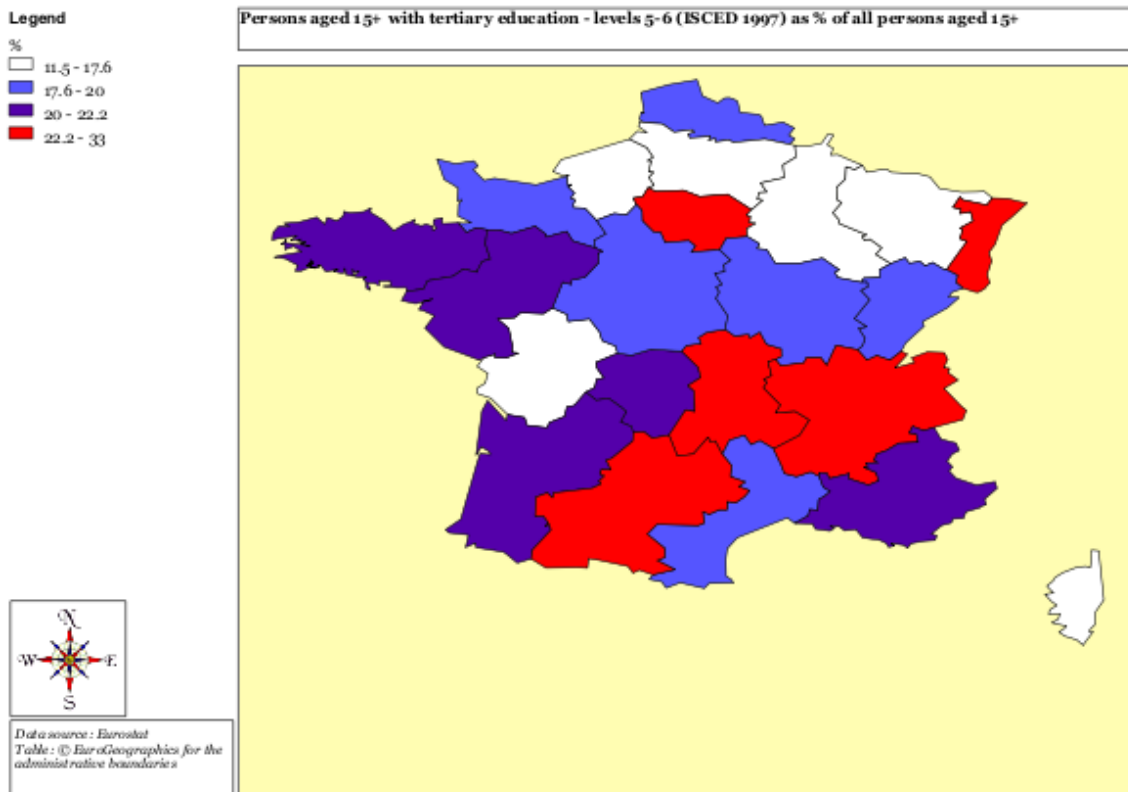 Legend
%
11.5 - 17.6
17.6 - 20
20 - 22.2
22.2 - 33
Persons aged 15+ with tertiary education - levels 5-6 (ISCED 1997) as % of all persons aged 15+
N
W E
S
Data source : Eurostat
Table : © EuroGeographics for the
administrative boundaries